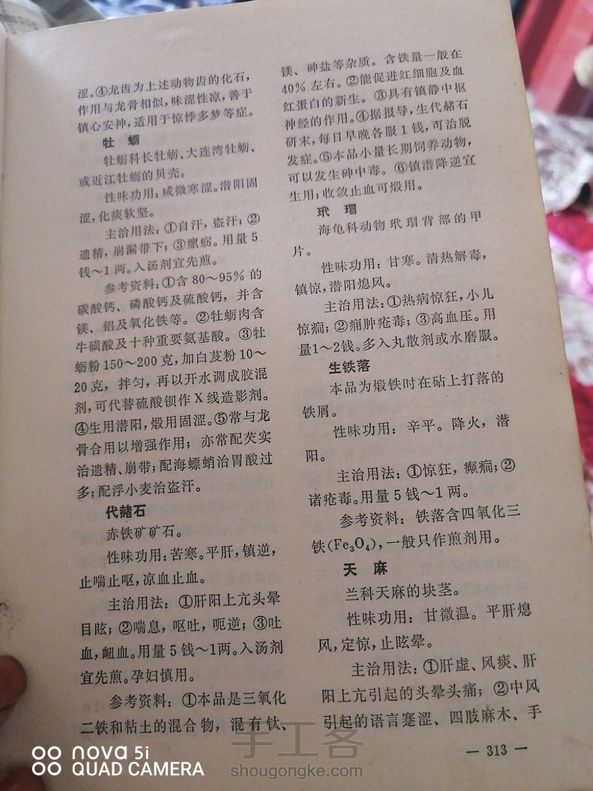 涩。④龙齿为上述动物齿的化石，
作用与龙骨相似，味涩性凉，善于
镇心安神，适用于惊悸多梦等症。
牡蛎
牡蛎科长牡蛎、大连湾牡蛎、
或近江牡蛎的贝壳。
性味功用：咸微寒涩。潜阳固
涩，化痰软坚。
主治用法：①自汗，盗汗；②
遗精，崩漏带下；③瘰疬。用量5
钱～1两。入汤剂宜先煎。
参考资料：①含80～95%的
碳酸钙、磷酸钙及硫酸钙，并含
镁、铝及氧化铁等。②牡蛎肉含
牛磺酸及十种重要氨基酸。③牡
蛎粉150～200克，加白芨粉10～
20克，拌匀，再以开水调成胶混
剂，可代替硫酸钡作X线造影剂。
④生用潜阳，煅用固涩。⑤常与龙
骨合用以增强作用；亦常配芡实
治遗精、崩带；配海螵蛸治胃酸过
多；配浮小麦治盗汗。
代赭石
赤铁矿矿石。
性味功用：苦寒。平肝，镇逆，
止喘止呕，凉血止血。
主治用法：①肝阳上亢头晕
目眩；②喘息，呕吐，呃逆；③吐
血，衄血。用量5钱～1两。入汤剂
宜先煎。孕妇慎用。
参考资料：①本品是三氧化
二铁和粘土的混合物，混有钛、
镁、砷盐等杂质。含铁量一般在
40%左右。②能促进红细胞及血
红蛋白的新生。③具有镇静中枢
神经的作用。④据报导，生代赭石
研末，每日早晚各服1钱，可治脱
发症。⑤本品小量长期饲养动物，
可以发生砷中毒。⑥镇潜降逆宜
生用；收敛止血可煅用。
玳瑁
海龟科动物玳瑁背部的甲
片。
性味功用：甘寒。清热解毒，
镇惊，潜阳熄风。
主治用法：①热病惊狂，小儿
惊痫；②痈肿疮毒；③高血压。用
量1～2钱。多入丸散剂或水磨服。
生铁落
本品为煅铁时在砧上打落的
铁屑。
性味功用：辛平。降火，潜
阳。
主治用法：①惊狂，癫痫；②
诸疮毒。用量5钱～1两。
参考资料：铁落含四氧化三
铁(Fe₃O₄)，一般只作煎剂用。
天麻
兰科天麻的块茎。
性味功用：甘微温。平肝熄
风，定惊，止眩晕。
主治用法：①肝虚、风痰、肝
阳上亢引起的头晕头痛；②中风
引起的语言蹇涩、四肢麻木、手
— 313 —
nova 5i
QUAD CAMERA
手工客
shougongke.com